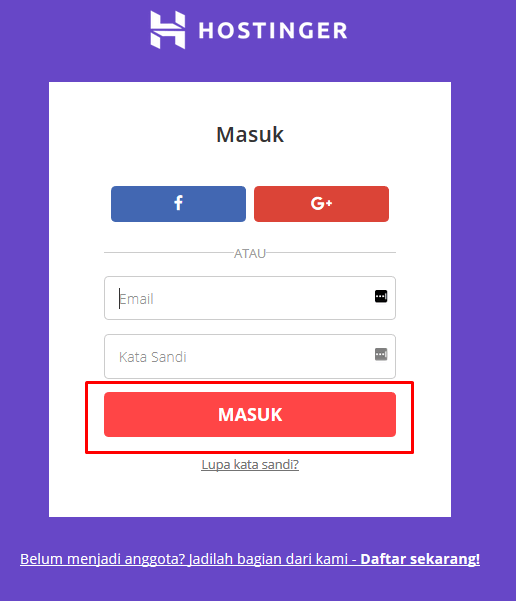 HOSTINGER
Masuk
f G+
ATAU
Email
Kata Sandi
MASUK
Lupa kata sandi?
Belum menjadi anggota? Jadilah bagian dari kami - Daftar sekarang!